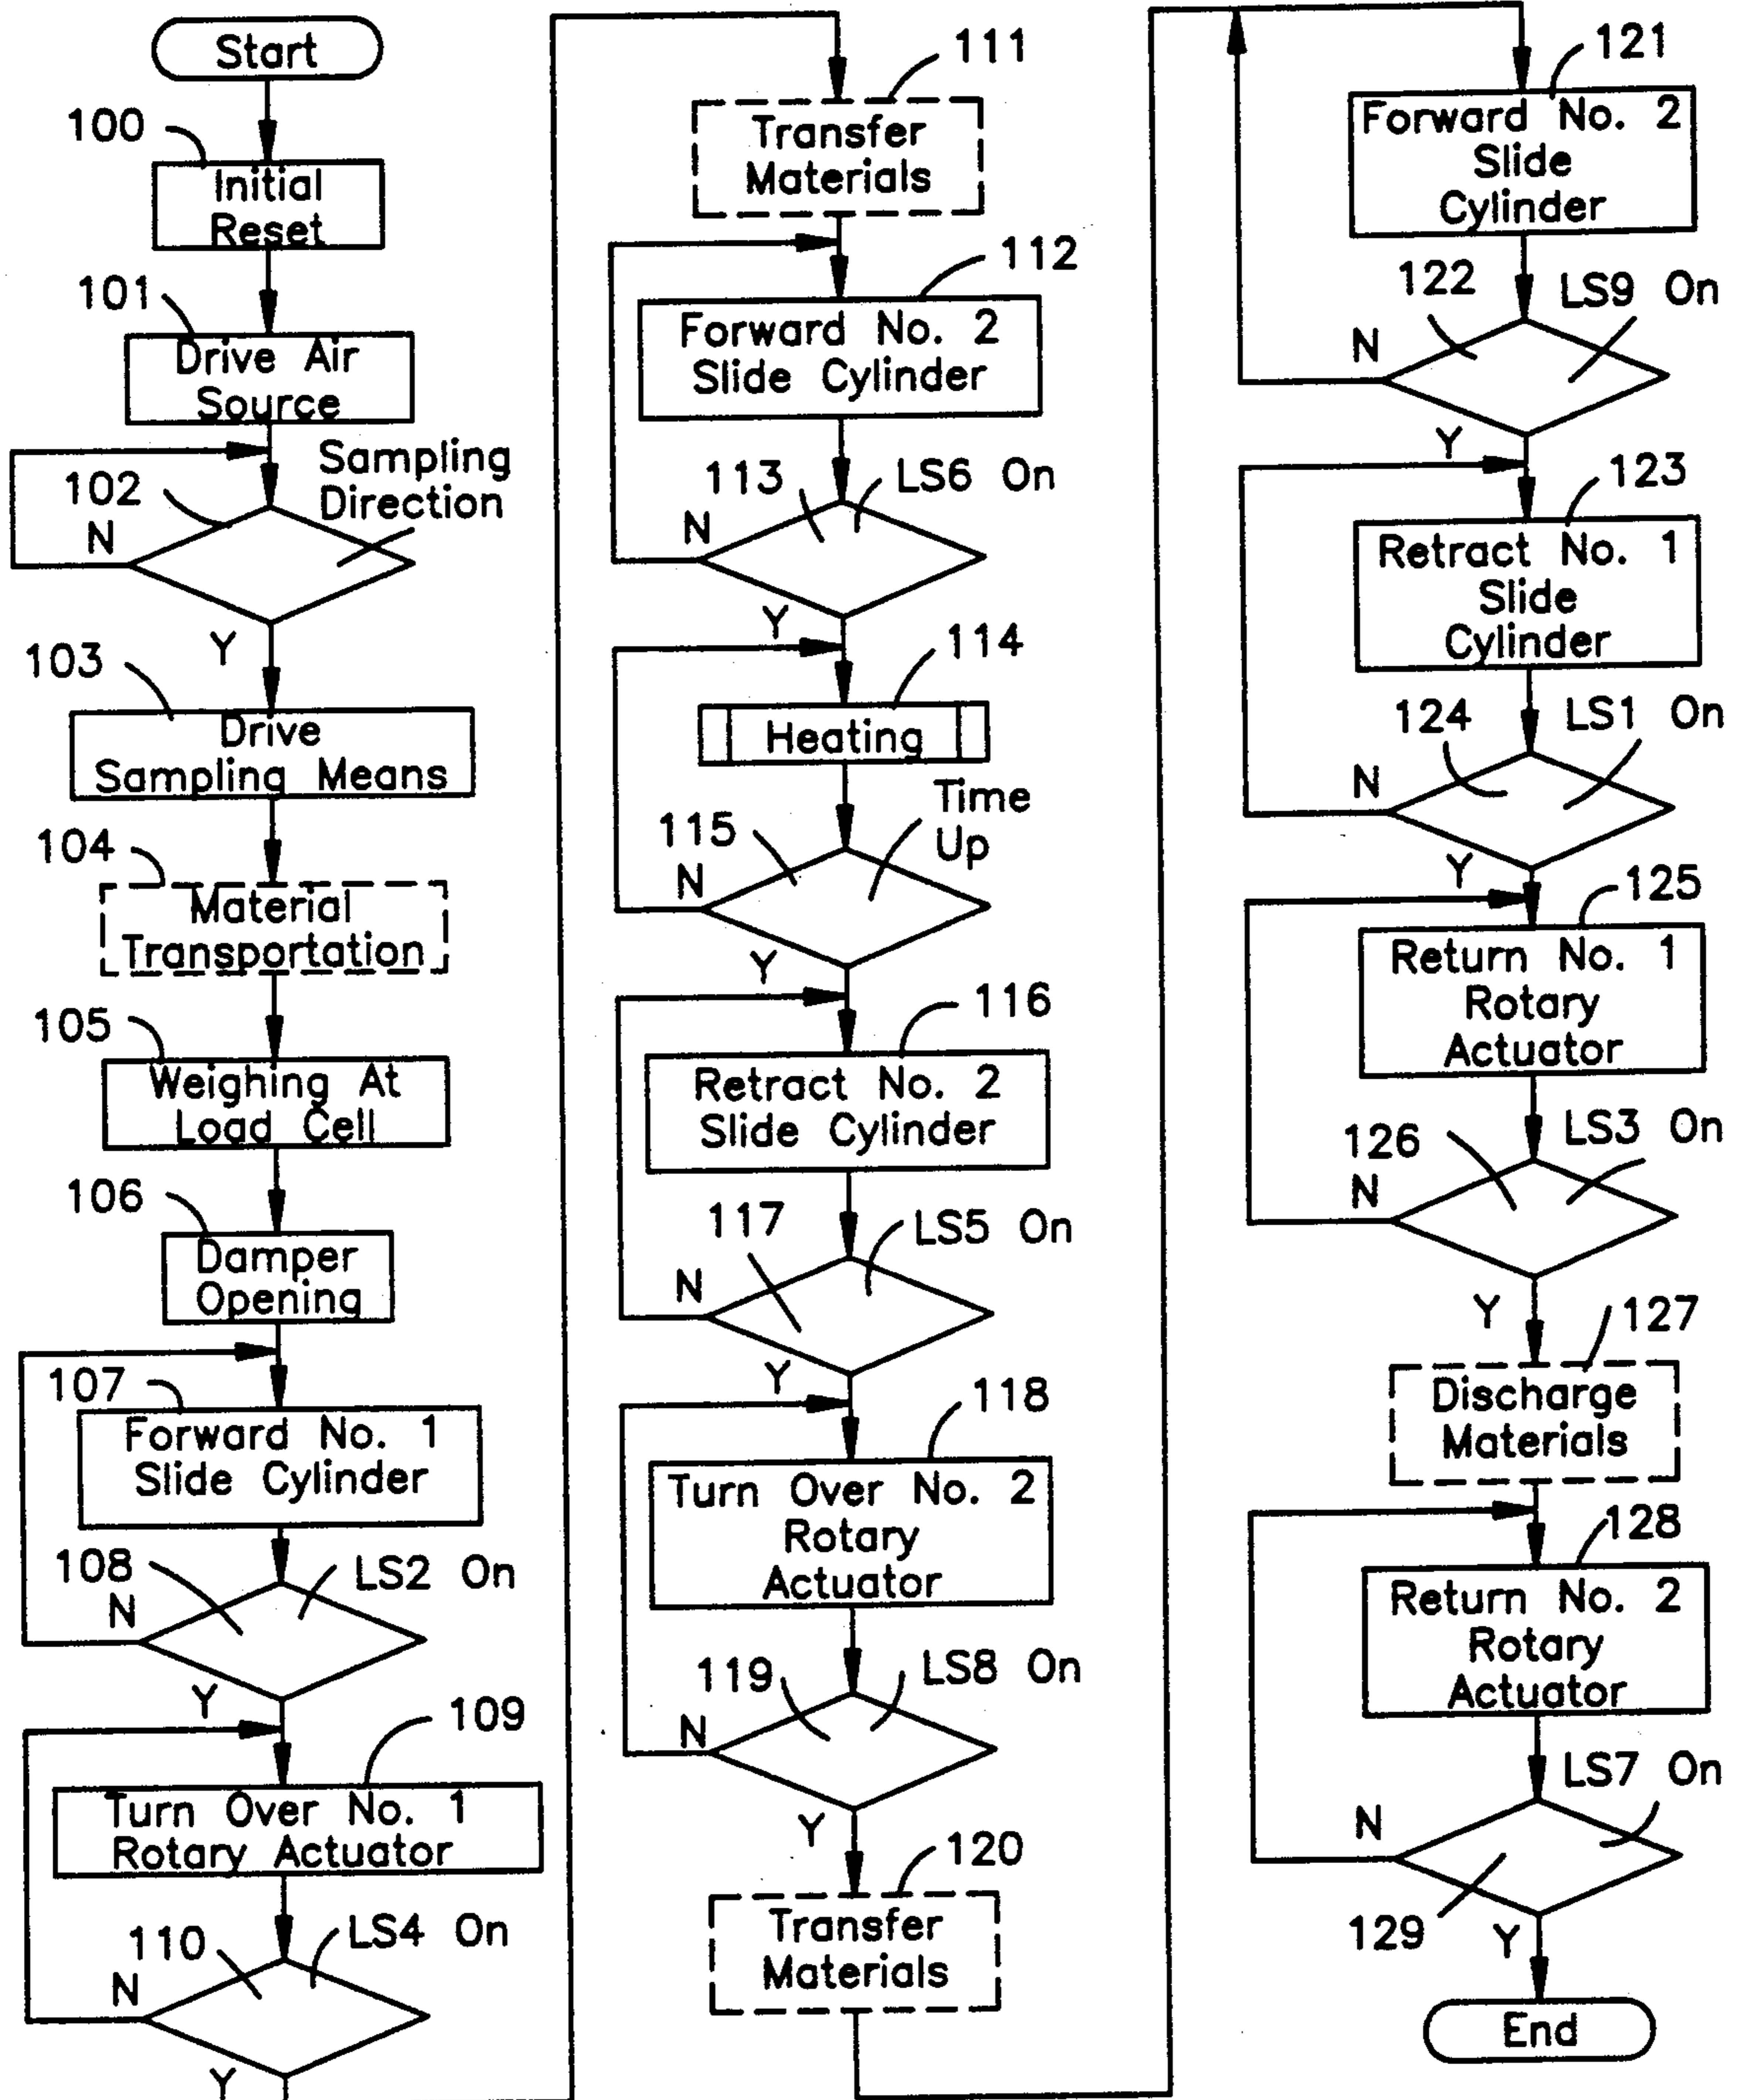 Start
100
Initial
Reset
101
Drive Air
Source
102
Sampling
Direction
N
Y
103
Drive
Sampling Means
104
Material
Transportation
105
Weighing At
Load Cell
106
Damper
Opening
107
Forward No. 1
Slide Cylinder
108
LS2 On
N
Y
109
Turn Over No. 1
Rotary Actuator
110
LS4 On
N
Y
111
Transfer
Materials
112
Forward No. 2
Slide Cylinder
113
LS6 On
N
Y
114
Heating
115
Time
Up
N
Y
116
Retract No. 2
Slide Cylinder
117
LS5 On
N
Y
118
Turn Over No. 2
Rotary
Actuator
119
LS8 On
N
Y
120
Transfer
Materials
121
Forward No. 2
Slide
Cylinder
122
LS9 On
N
Y
123
Retract No. 1
Slide
Cylinder
124
LS1 On
N
Y
125
Return No. 1
Rotary
Actuator
126
LS3 On
N
Y
127
Discharge
Materials
128
Return No. 2
Rotary
Actuator
LS7 On
N
129
Y
End